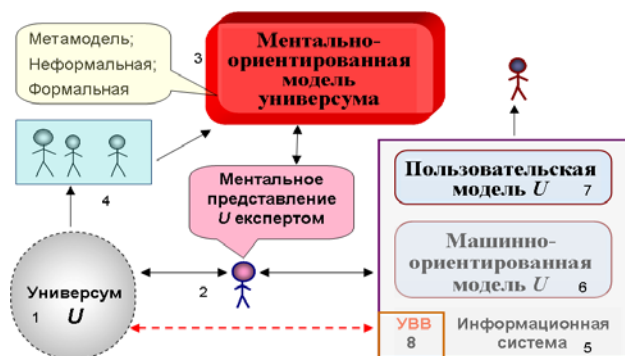 Метамодель;
Неформальная;
Формальная
3
Ментально-
ориентированная
модель
универсума
4
Ментальное
представление
U експертом
Пользовательская
модель U 7
Машинно-
ориентированная
модель U
6
Универсум
1 U
2
УВВ
8
Информационная
система 5